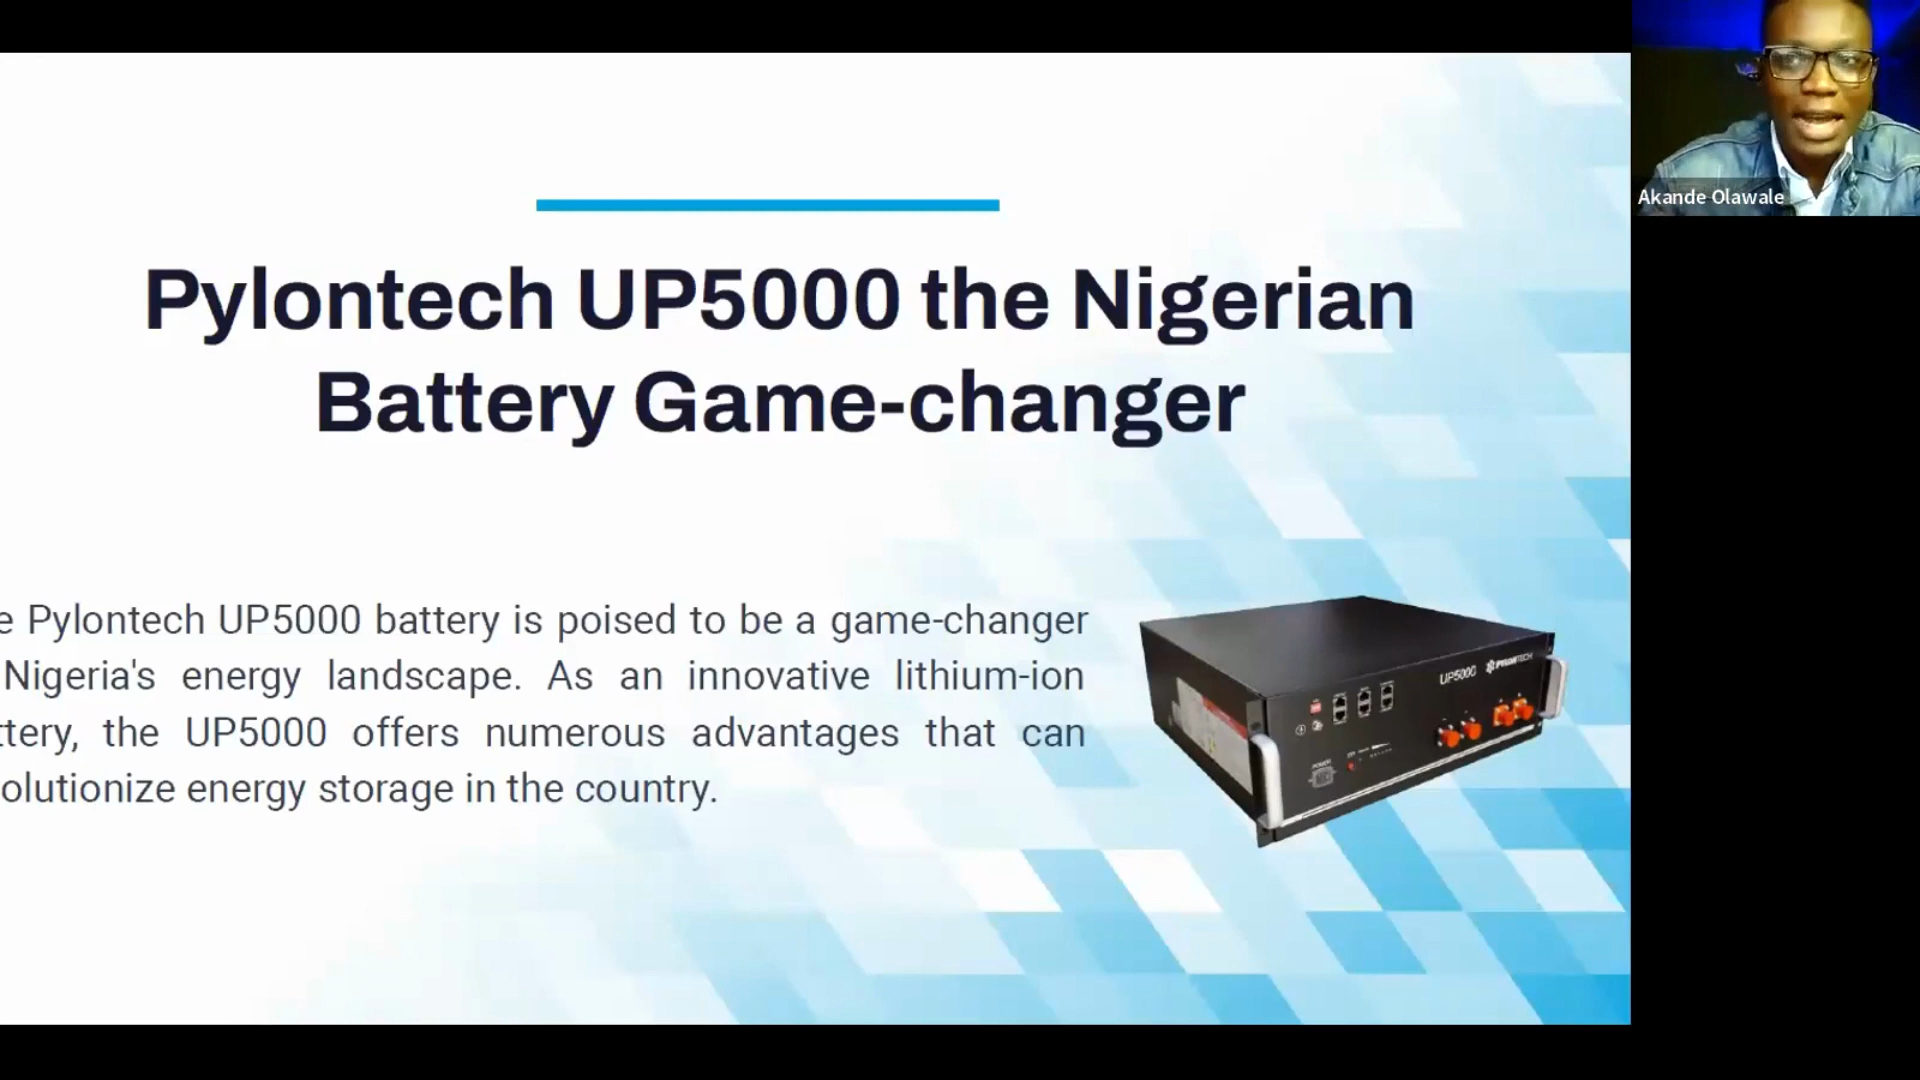 Pylontech UP5000 the Nigerian
Battery Game-changer
e Pylontech UP5000 battery is poised to be a game-changer
Nigeria's energy landscape. As an innovative lithium-ion
ttery, the UP5000 offers numerous advantages that can
olutionize energy storage in the country.
UP5000 PYLONTECH
POWER
Akande Olawale